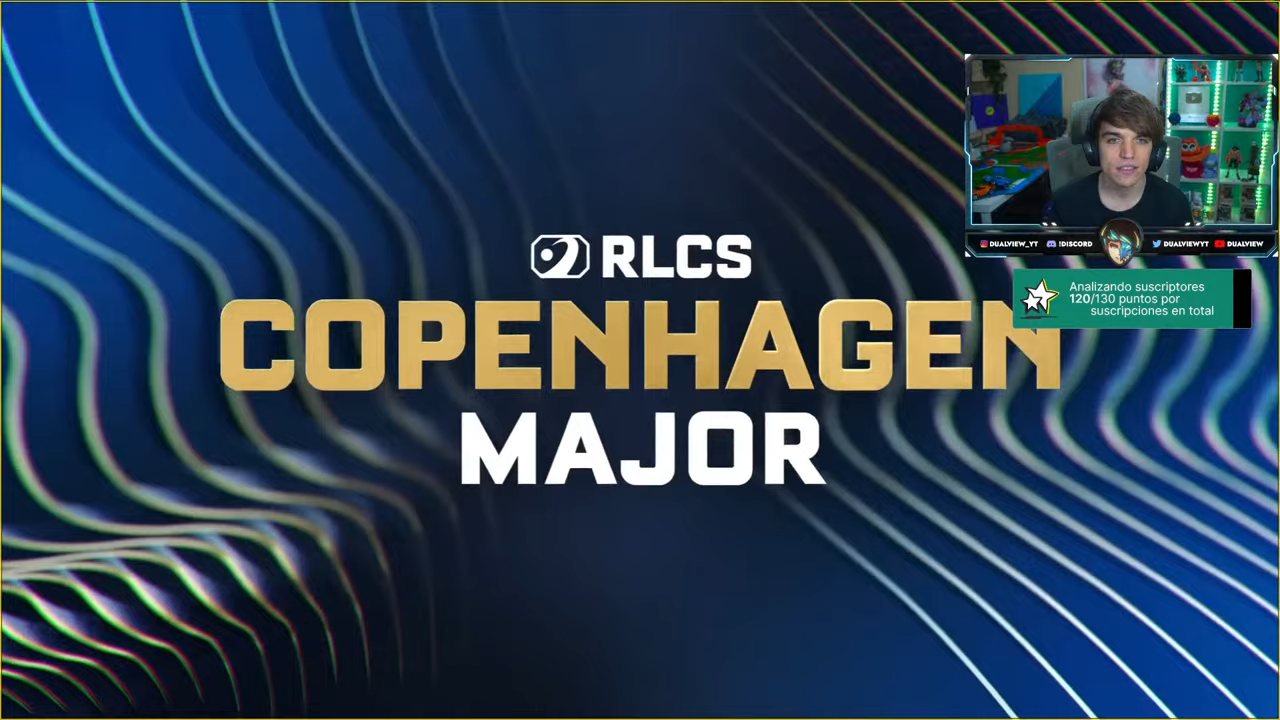 RLCS
COPENHAGEN
MAJOR
DUALVIEW_YT
!DISCORD
DUALVIEWYT
DUALVIEW
Analizando suscriptores
120/130 puntos por
suscripciones en total